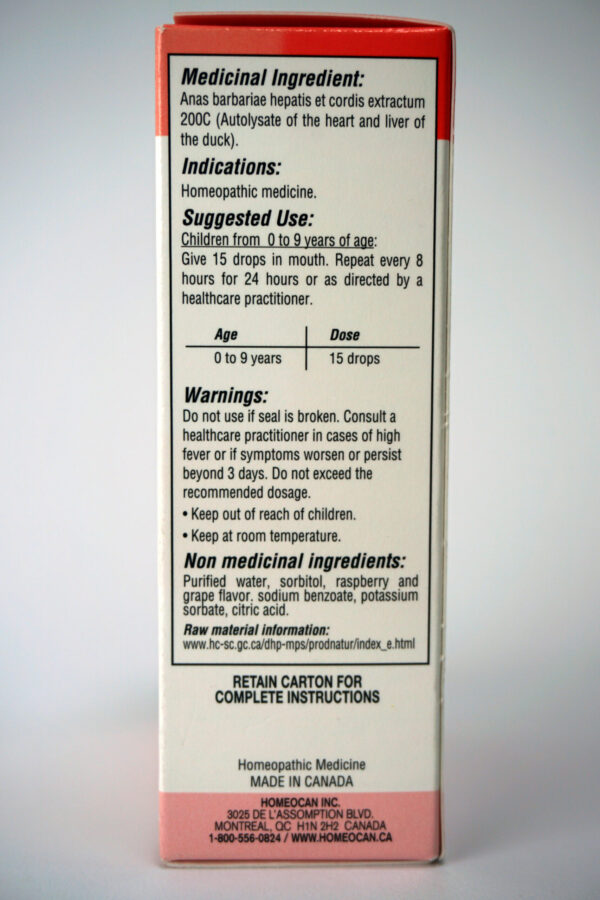 Medicinal Ingredient:
Anas barbariae hepatis et cordis extractum
200C (Autolysate of the heart and liver of
the duck).
Indications:
Homeopathic medicine.
Suggested Use:
Children from 0 to 9 years of age:
Give 15 drops in mouth. Repeat every 8
hours for 24 hours or as directed by a
healthcare practitioner.
Age Dose
0 to 9 years 15 drops
Warnings:
Do not use if seal is broken. Consult a
healthcare practitioner in cases of high
fever or if symptoms worsen or persist
beyond 3 days. Do not exceed the
recommended dosage.
• Keep out of reach of children.
• Keep at room temperature.
Non medicinal ingredients:
Purified water, sorbitol, raspberry and
grape flavor. sodium benzoate, potassium
sorbate, citric acid.
Raw material information:
www.hc-sc.gc.ca/dhp-mps/prodnatur/index_e.html
RETAIN CARTON FOR
COMPLETE INSTRUCTIONS
Homeopathic Medicine
MADE IN CANADA
HOMEOCAN INC.
3025 DE L'ASSOMPTION BLVD.
MONTREAL, QC H1N 2H2 CANADA
1-800-556-0824 / WWW.HOMEOCAN.CA